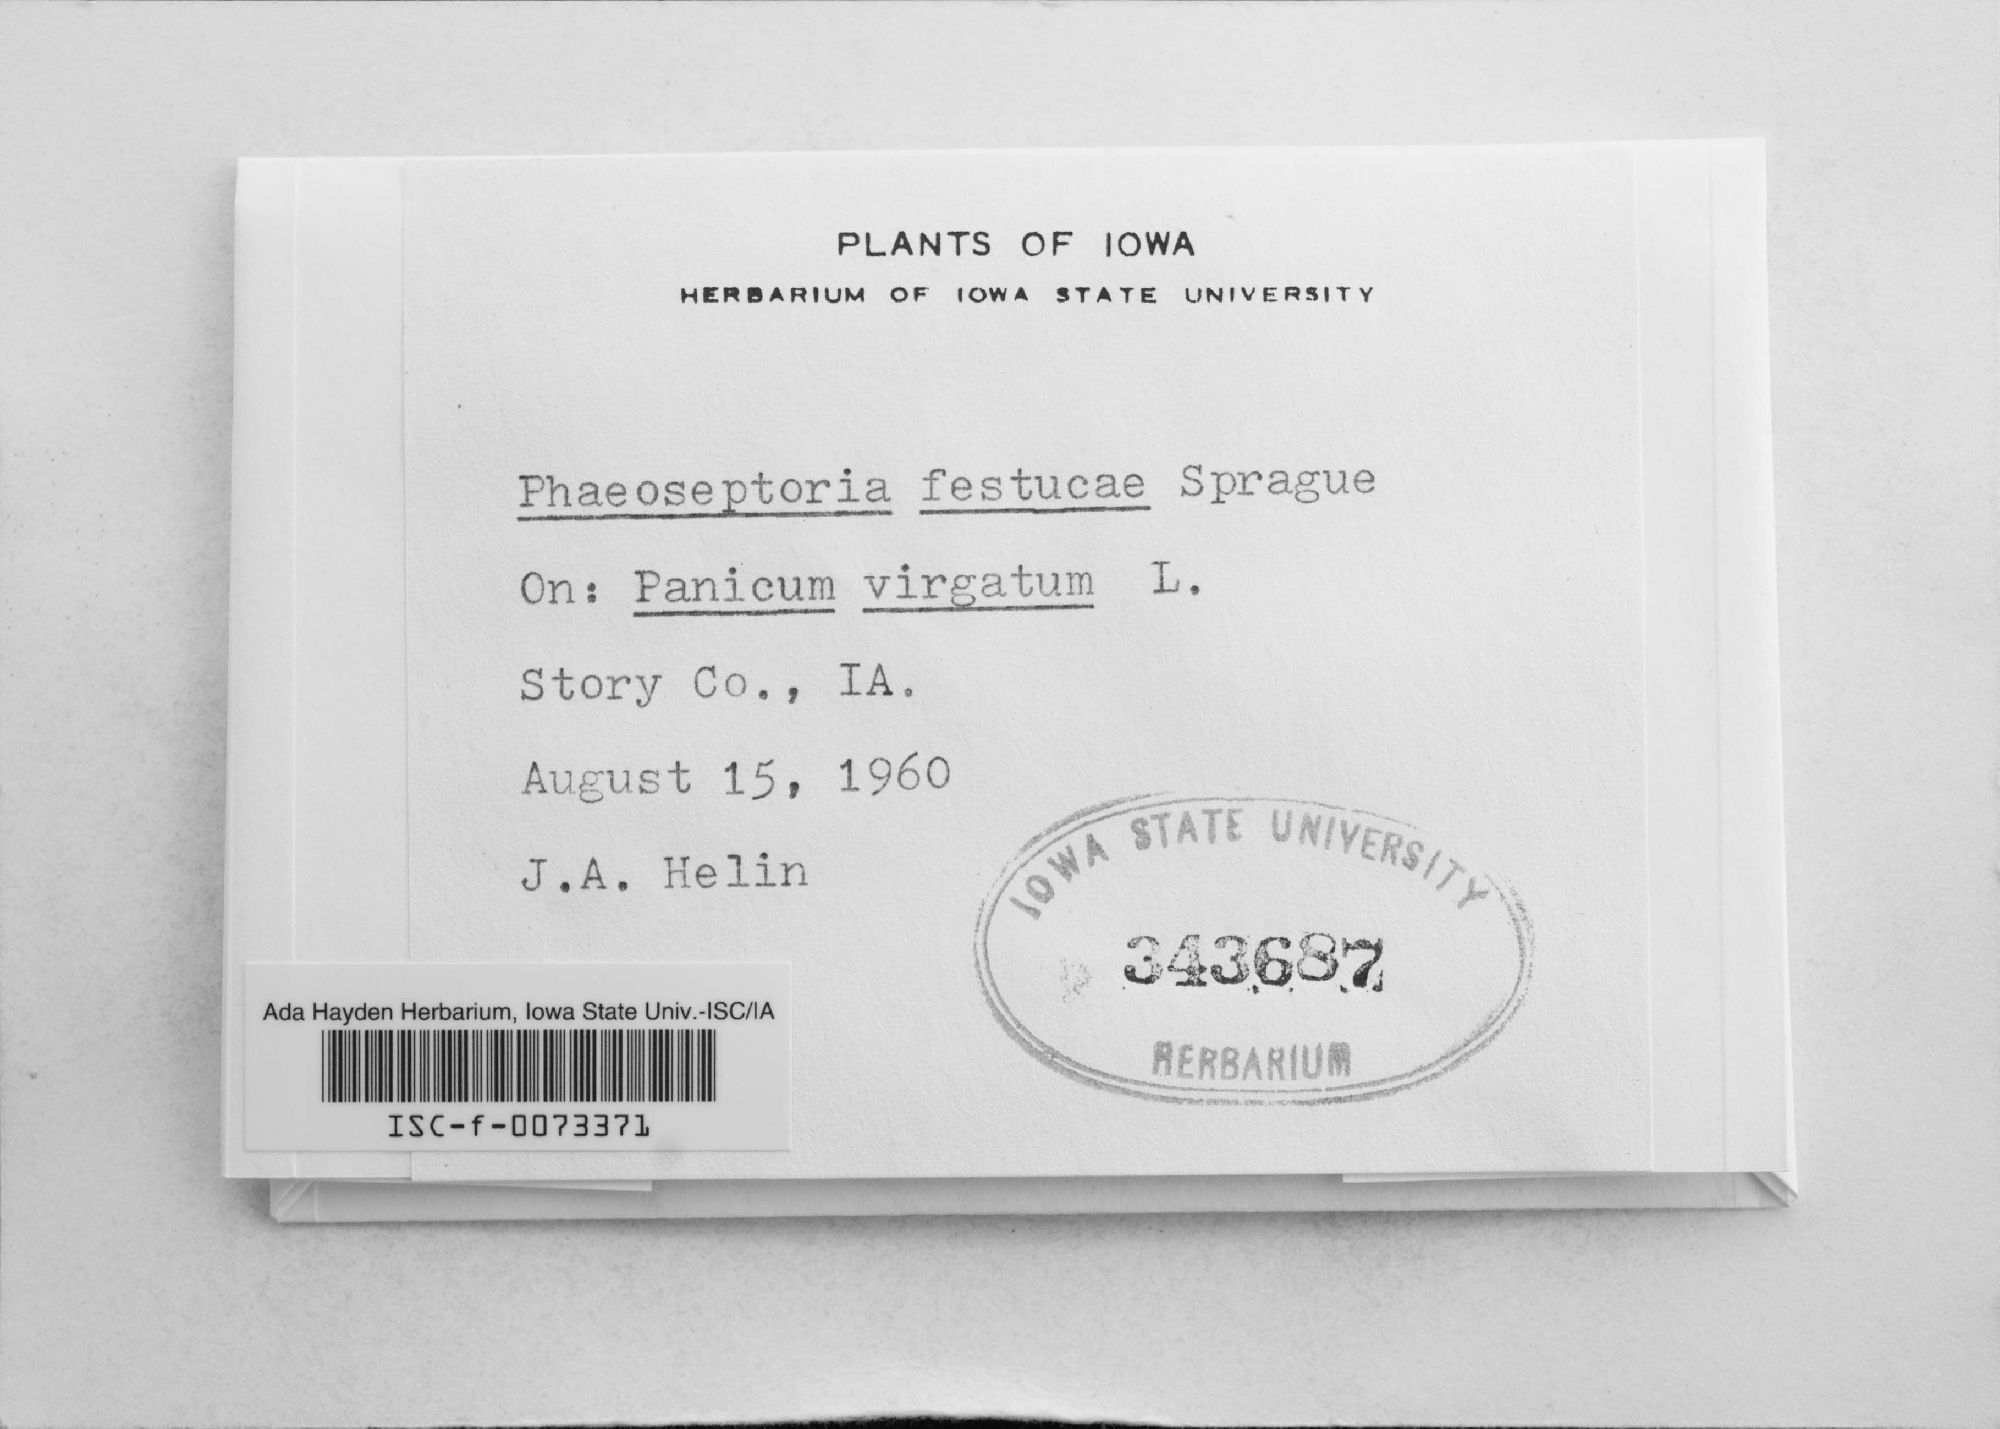 PLANTS OF IOWA
HERBARIUM OF IOWA STATE UNIVERSITY
Phaeoseptoria festucae Sprague
On: Panicum virgatum L.
Story Co., IA.
August 15, 1960
J.A. Helin
IOWA STATE UNIVERSITY
343687
HERBARIUM
Ada Hayden Herbarium, Iowa State Univ.-ISC/IA
ISC-f-0073371